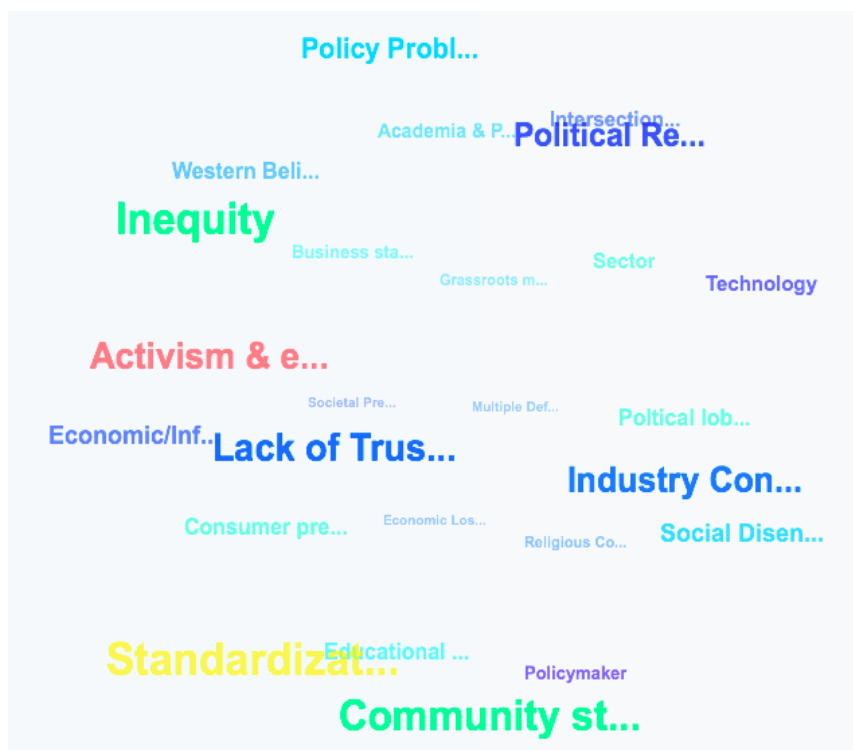 Policy Probl...
Intersection...
Academia & P...
Political Re...
Western Beli...
Inequity
Business sta...
Sector
Grassroots m...
Technology
Activism & e...
Societal Pre...
Multiple Def...
Poltical lob...
Economic/Inf...
Lack of Trus...
Industry Con...
Consumer pre...
Economic Los...
Social Disen...
Religious Co...
Standardizat...
Educational ...
Policymaker
Community st...